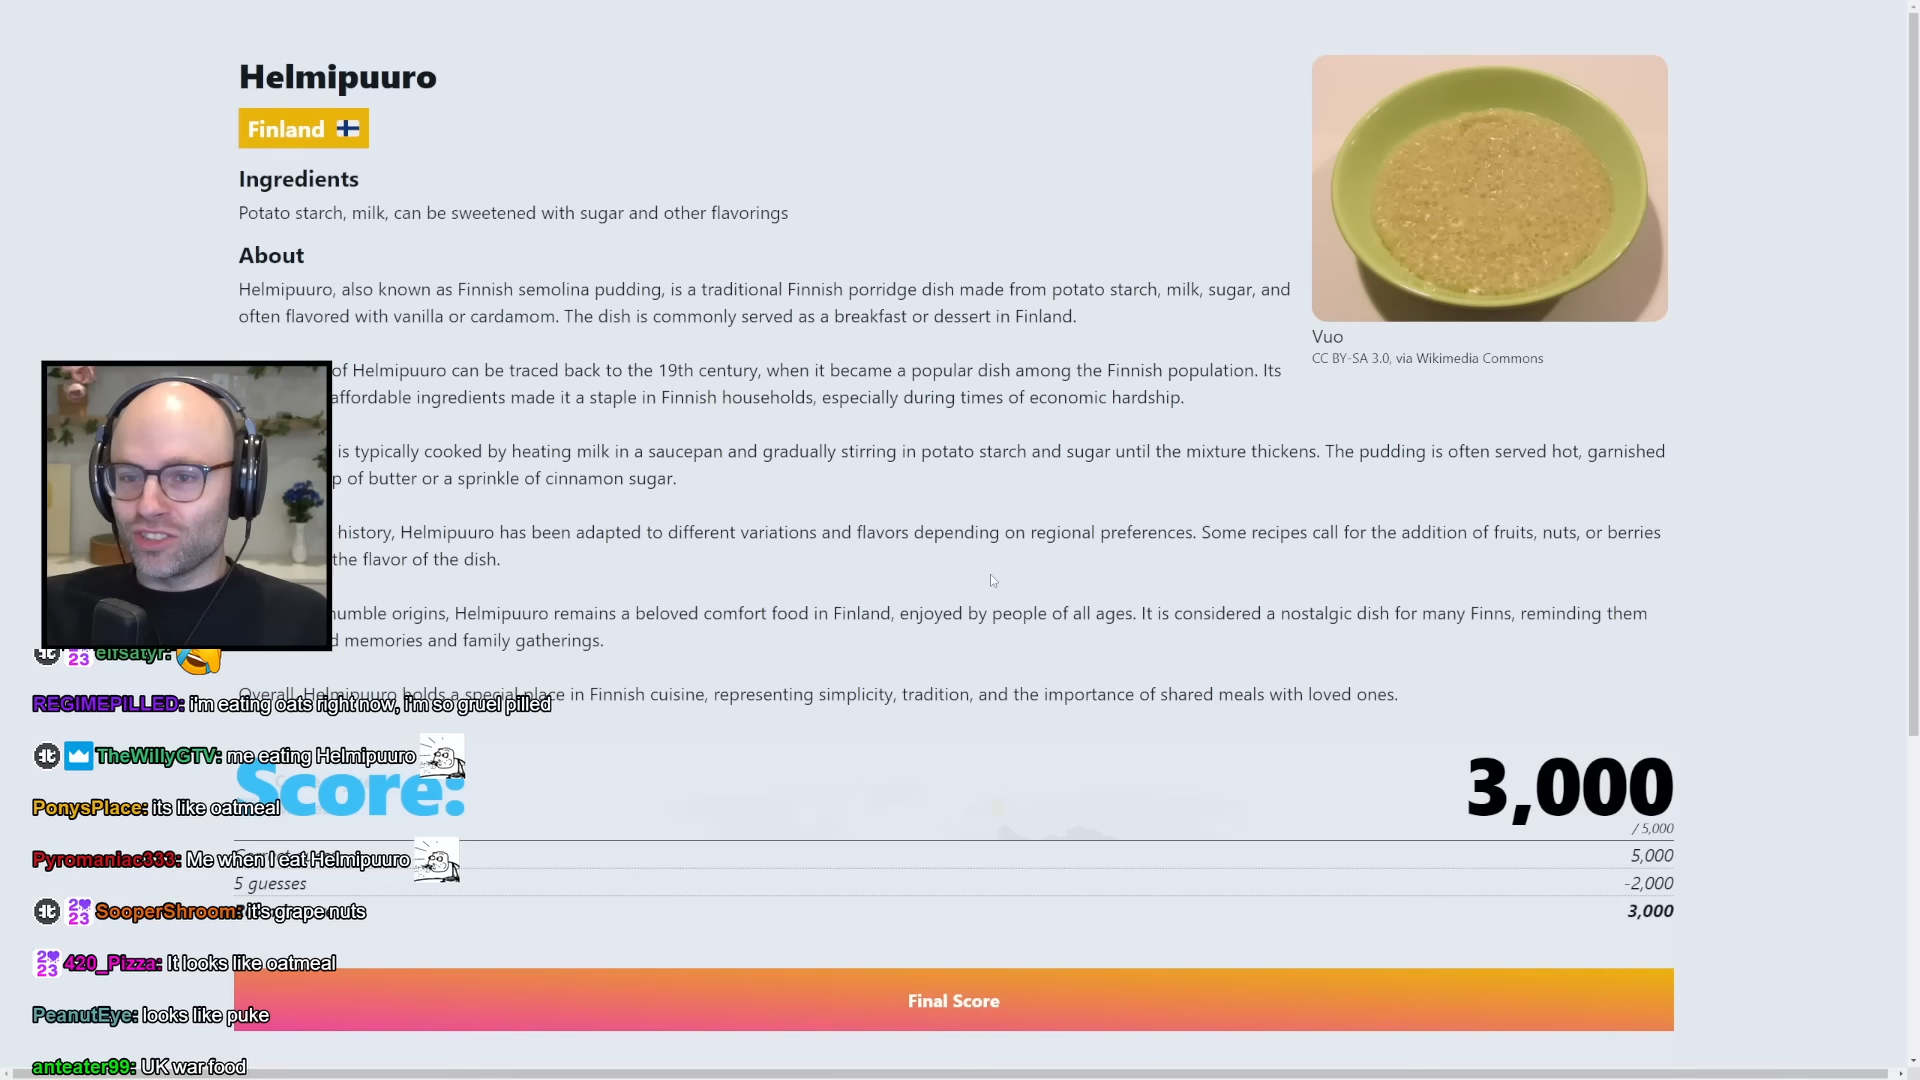 Helmipuuro
Finland
Ingredients
Potato starch, milk, can be sweetened with sugar and other flavorings
About
Helmipuuro, also known as Finnish semolina pudding, is a traditional Finnish porridge dish made from potato starch, milk, sugar, and
often flavored with vanilla or cardamom. The dish is commonly served as a breakfast or dessert in Finland.
of Helmipuuro can be traced back to the 19th century, when it became a popular dish among the Finnish population. Its
affordable ingredients made it a staple in Finnish households, especially during times of economic hardship.
is typically cooked by heating milk in a saucepan and gradually stirring in potato starch and sugar until the mixture thickens. The pudding is often served hot, garnished
of butter or a sprinkle of cinnamon sugar.
history, Helmipuuro has been adapted to different variations and flavors depending on regional preferences. Some recipes call for the addition of fruits, nuts, or berries
the flavor of the dish.
humble origins, Helmipuuro remains a beloved comfort food in Finland, enjoyed by people of all ages. It is considered a nostalgic dish for many Finns, reminding them
memories and family gatherings.
Overall, Helmipuuro holds a special place in Finnish cuisine, representing simplicity, tradition, and the importance of shared meals with loved ones.
Vuo
CC BY-SA 3.0, via Wikimedia Commons
Score:
3,000
/ 5,000
5,000
5 guesses
-2,000
3,000
Final Score
23 elfsatyr:
REGIMEPILLED: i'm eating oats right now, i'm so gruel pilled
TheWillyGTV: me eating Helmipuuro
PonysPlace: its like oatmeal
Pyromaniac333: Me when I eat Helmipuuro
23 SooperShroom: it's grape nuts
23 420_Pizza: It looks like oatmeal
PeanutEye: looks like puke
anteater99: UK war food